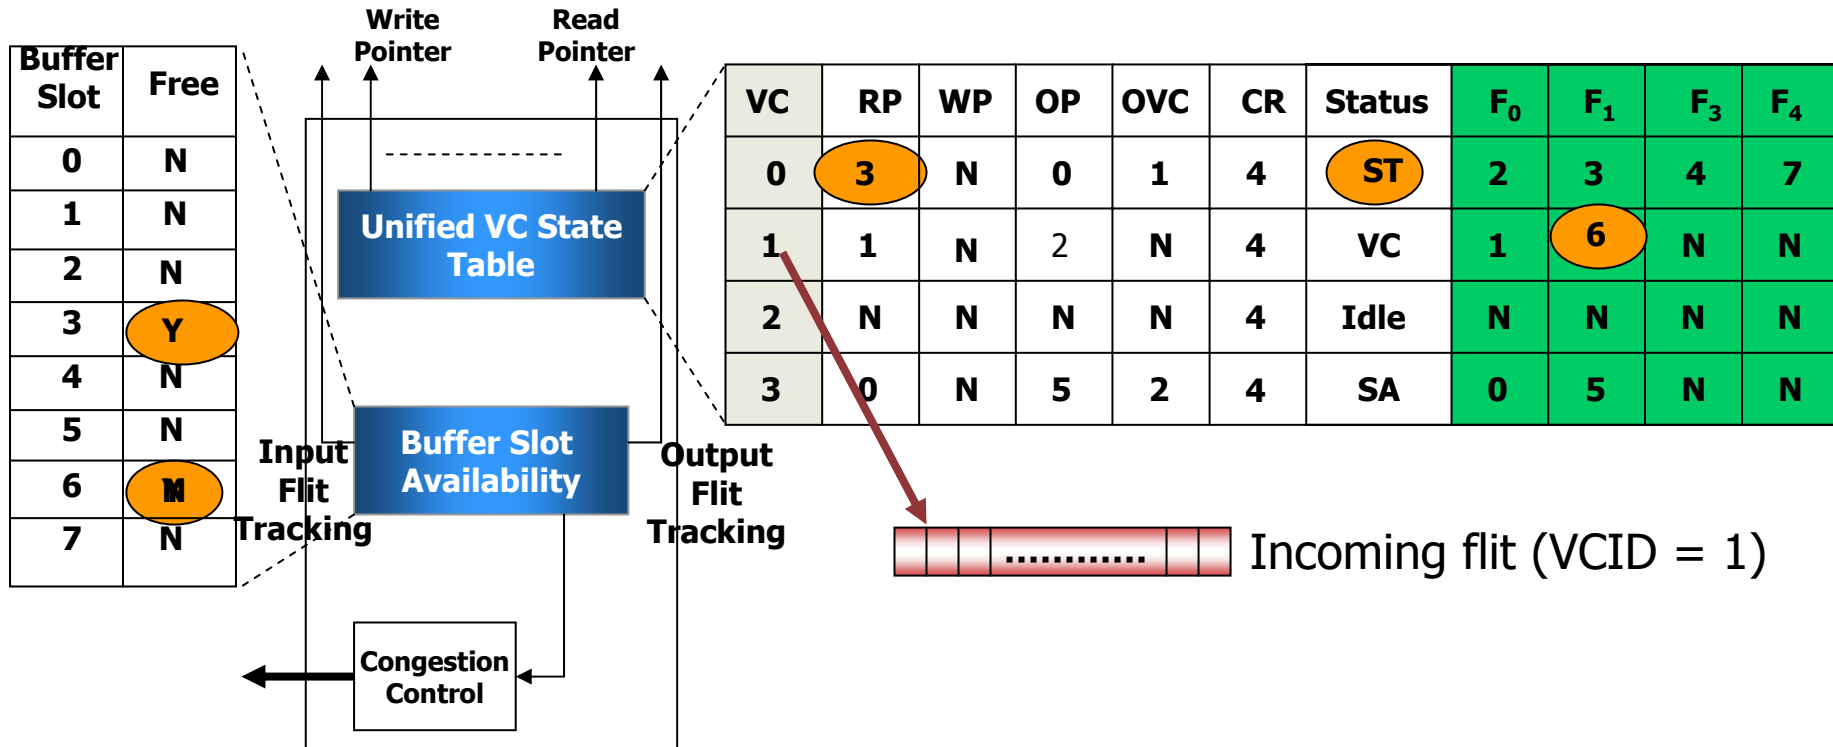 Write Pointer
Read Pointer
Buffer Slot Free
0 N
1 N
2 N
3 Y
4 N
5 N
6
7 N
Unified VC State Table
Buffer Slot Availability
Input Flit Tracking
Output Flit Tracking
Congestion Control
VC RP WP OP OVC CR Status F0 F1 F3 F4
0 3 N 0 1 4 ST 2 3 4 7
1 1 N 2 N 4 VC 1 6 N N
2 N N N N 4 Idle N N N N
3 0 N 5 2 4 SA 0 5 N N
............ Incoming flit (VCID = 1)